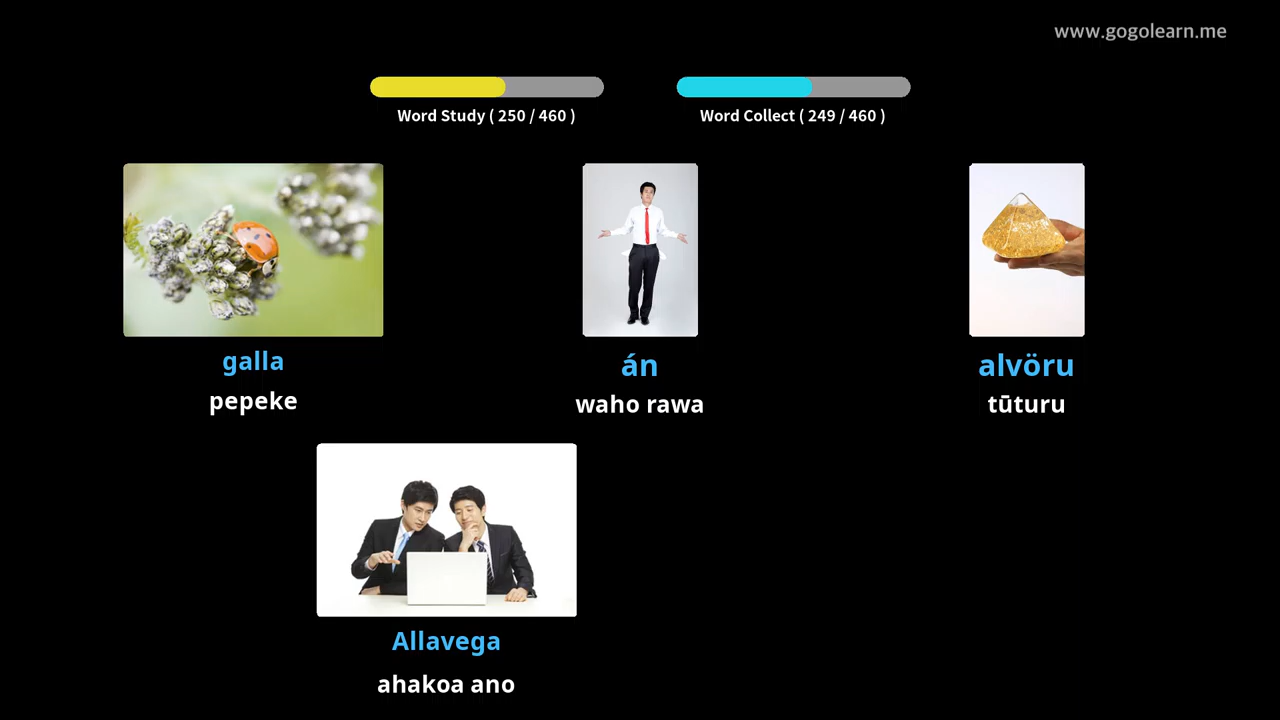 www.gogolearn.me
Word Study ( 250 / 460 )
Word Collect ( 249 / 460 )
galla
pepeke
án
waho rawa
alvöru
tūturu
Allavega
ahakoa ano